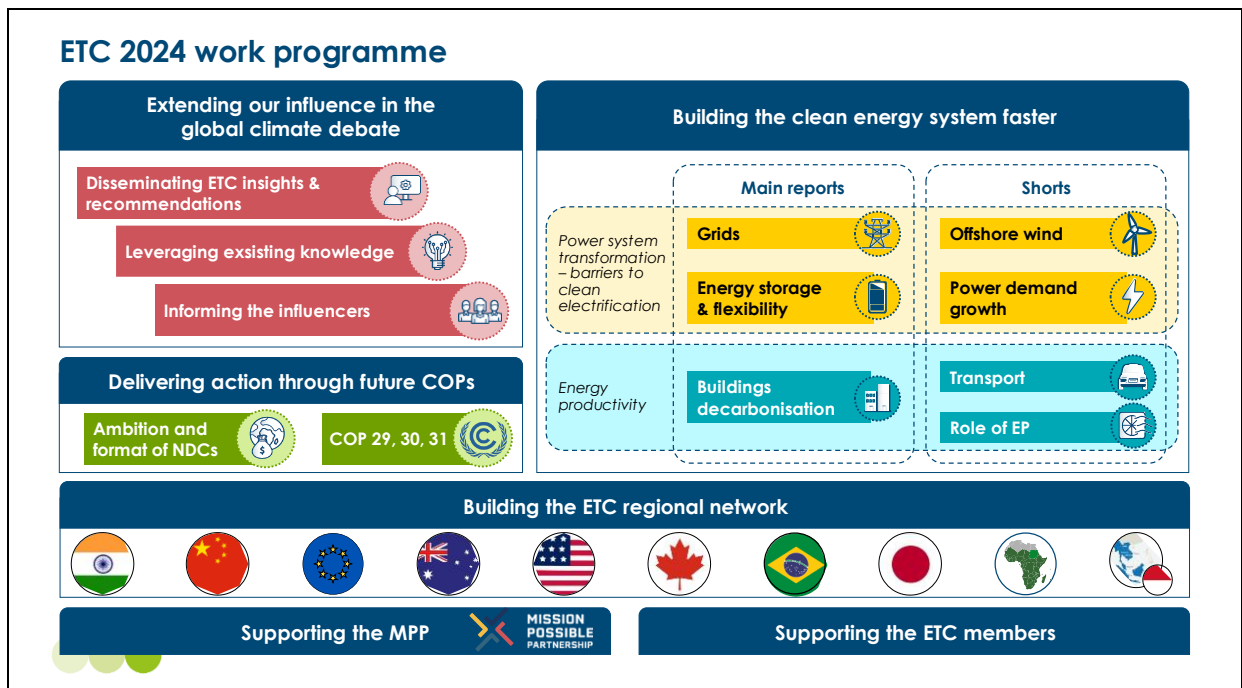 ETC 2024 work programme
Extending our influence in the
global climate debate
Disseminating ETC insights &
recommendations
Leveraging exsisting knowledge
Informing the influencers
Delivering action through future COPs
Ambition and
format of NDCs
COP 29, 30, 31
Building the clean energy system faster
Main reports
Shorts
Power system
transformation
– barriers to
clean
electrification
Grids
Energy storage
& flexibility
Offshore wind
Power demand
growth
Energy
productivity
Buildings
decarbonisation
Transport
Role of EP
Building the ETC regional network
Supporting the MPP
MISSION
POSSIBLE
PARTNERSHIP
Supporting the ETC members